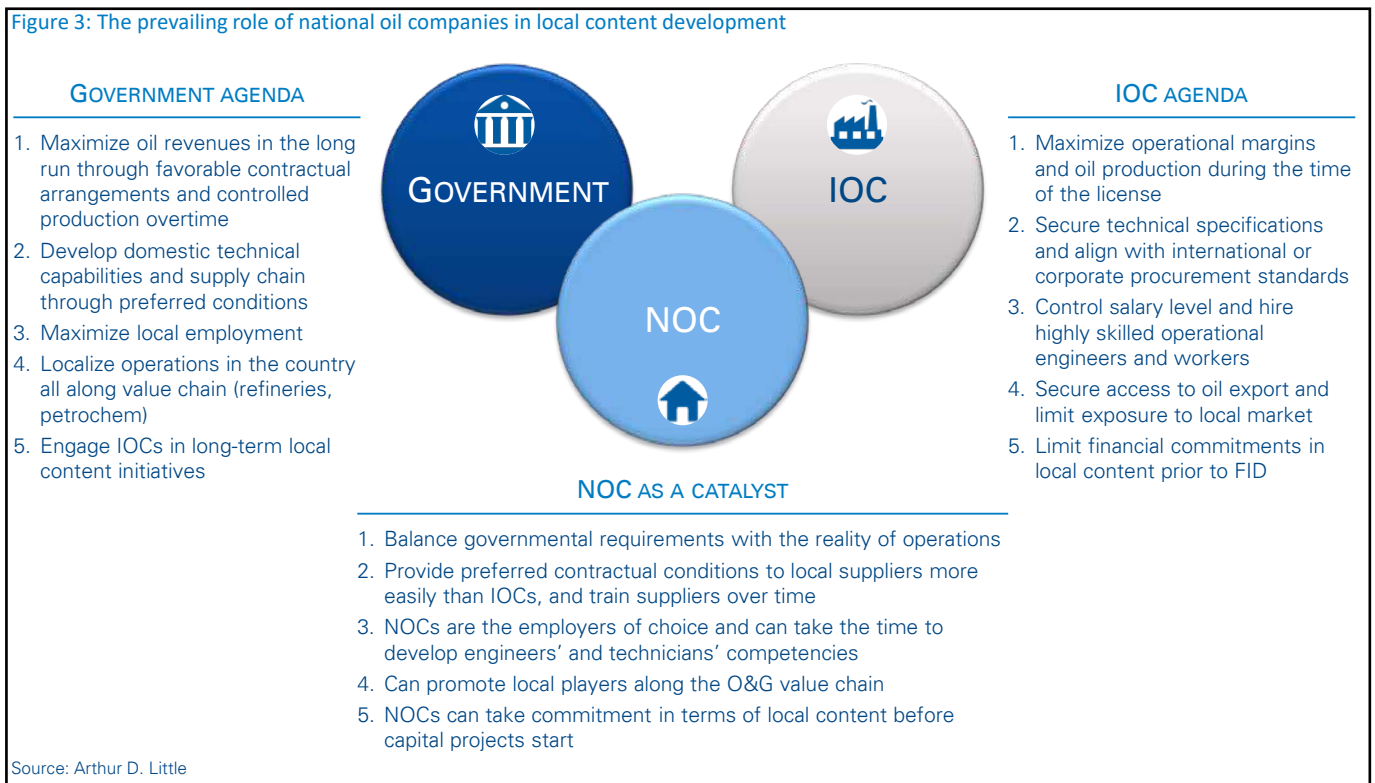 Figure 3: The prevailing role of national oil companies in local content development
GOVERNMENT AGENDA
1. Maximize oil revenues in the long
run through favorable contractual
arrangements and controlled
production overtime
2. Develop domestic technical
capabilities and supply chain
through preferred conditions
3. Maximize local employment
4. Localize operations in the country
all along value chain (refineries,
petrochem)
5. Engage IOCs in long-term local
content initiatives
GOVERNMENT
IOC
NOC
IOC AGENDA
1. Maximize operational margins
and oil production during the time
of the license
2. Secure technical specifications
and align with international or
corporate procurement standards
3. Control salary level and hire
highly skilled operational
engineers and workers
4. Secure access to oil export and
limit exposure to local market
5. Limit financial commitments in
local content prior to FID
NOC AS A CATALYST
1. Balance governmental requirements with the reality of operations
2. Provide preferred contractual conditions to local suppliers more
easily than IOCs, and train suppliers over time
3. NOCs are the employers of choice and can take the time to
develop engineers’ and technicians’ competencies
4. Can promote local players along the O&G value chain
5. NOCs can take commitment in terms of local content before
capital projects start
Source: Arthur D. Little